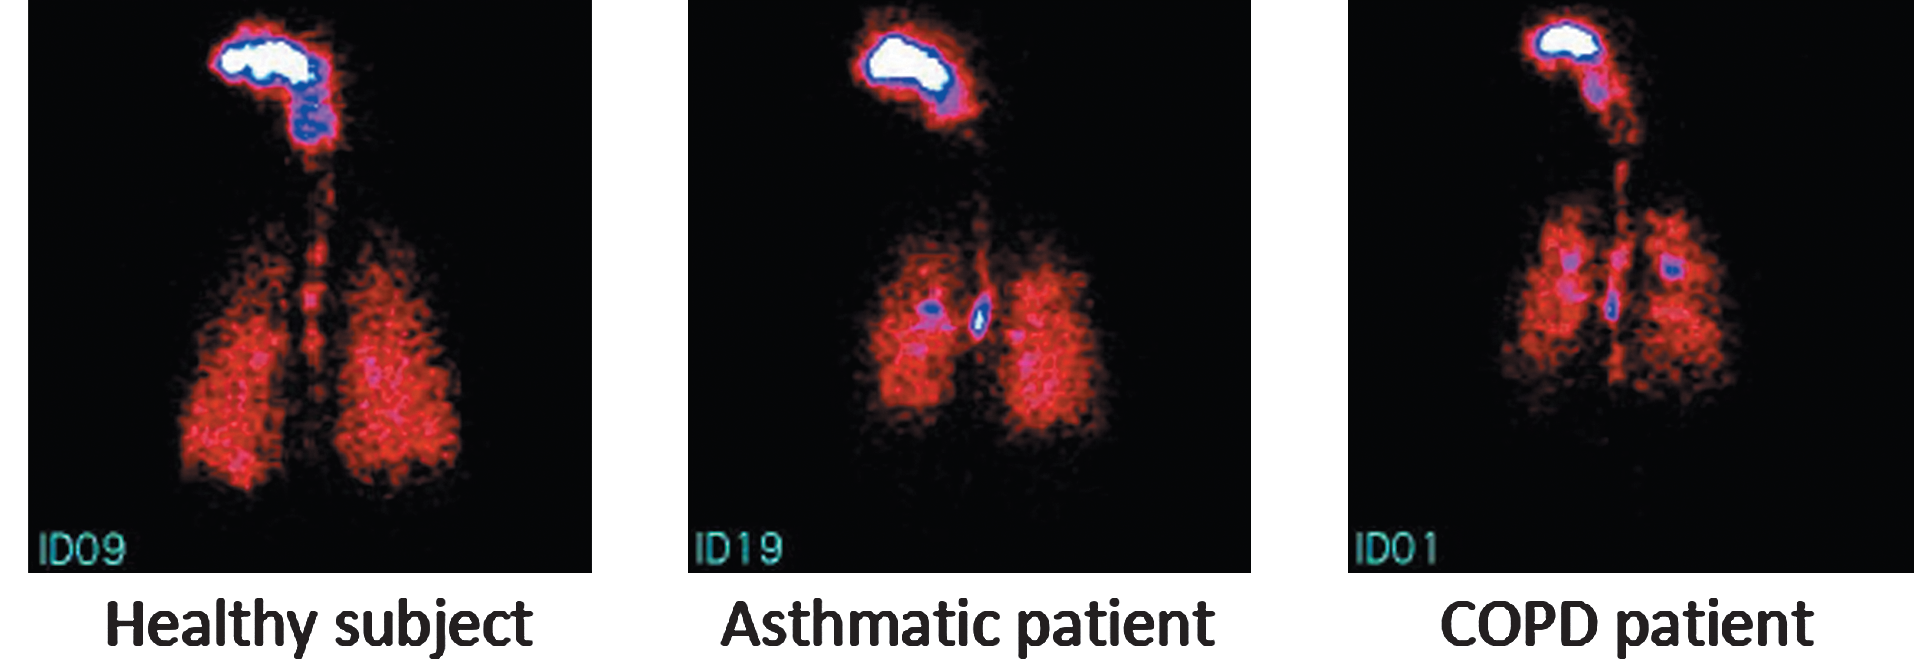 ID09
ID19
ID01
Healthy subject
Asthmatic patient
COPD patient